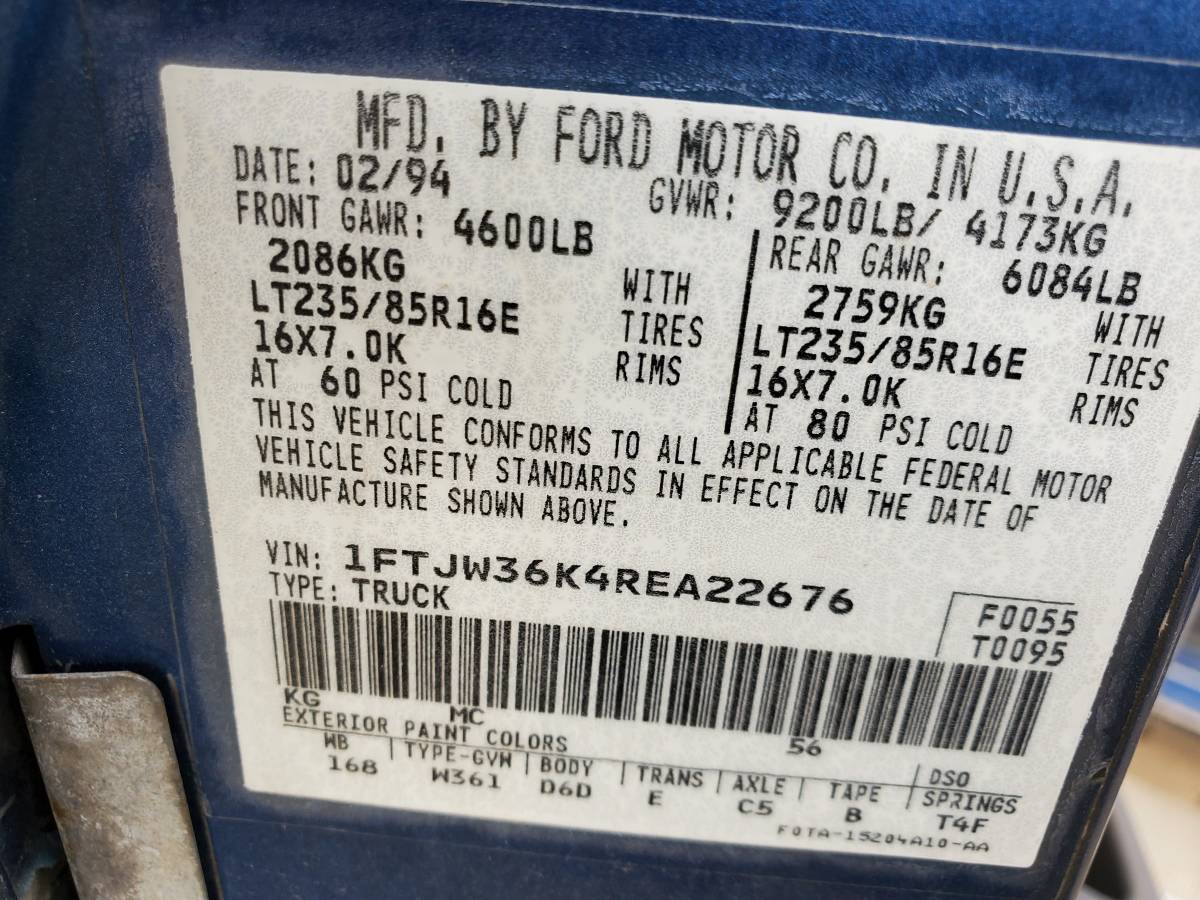 MFD. BY FORD MOTOR CO. IN U.S.A.
DATE: 02/94 GVWR: 9200LB/ 4173KG
FRONT GAWR: 4600LB REAR GAWR: 6084LB
2086KG WITH 2759KG WITH
LT235/85R16E TIRES LT235/85R16E TIRES
16X7.0K RIMS 16X7.0K RIMS
AT 60 PSI COLD AT 80 PSI COLD
THIS VEHICLE CONFORMS TO ALL APPLICABLE FEDERAL MOTOR
VEHICLE SAFETY STANDARDS IN EFFECT ON THE DATE OF
MANUFACTURE SHOWN ABOVE.
VIN: 1FTJW36K4REA22676
TYPE: TRUCK F0055
T0095
KG MC 56
EXTERIOR PAINT COLORS DSO
WB TYPE-GVW BODY TRANS AXLE TAPE SPRINGS
168 W361 D6D E C5 B T4F
F0TA-15204A10-AA